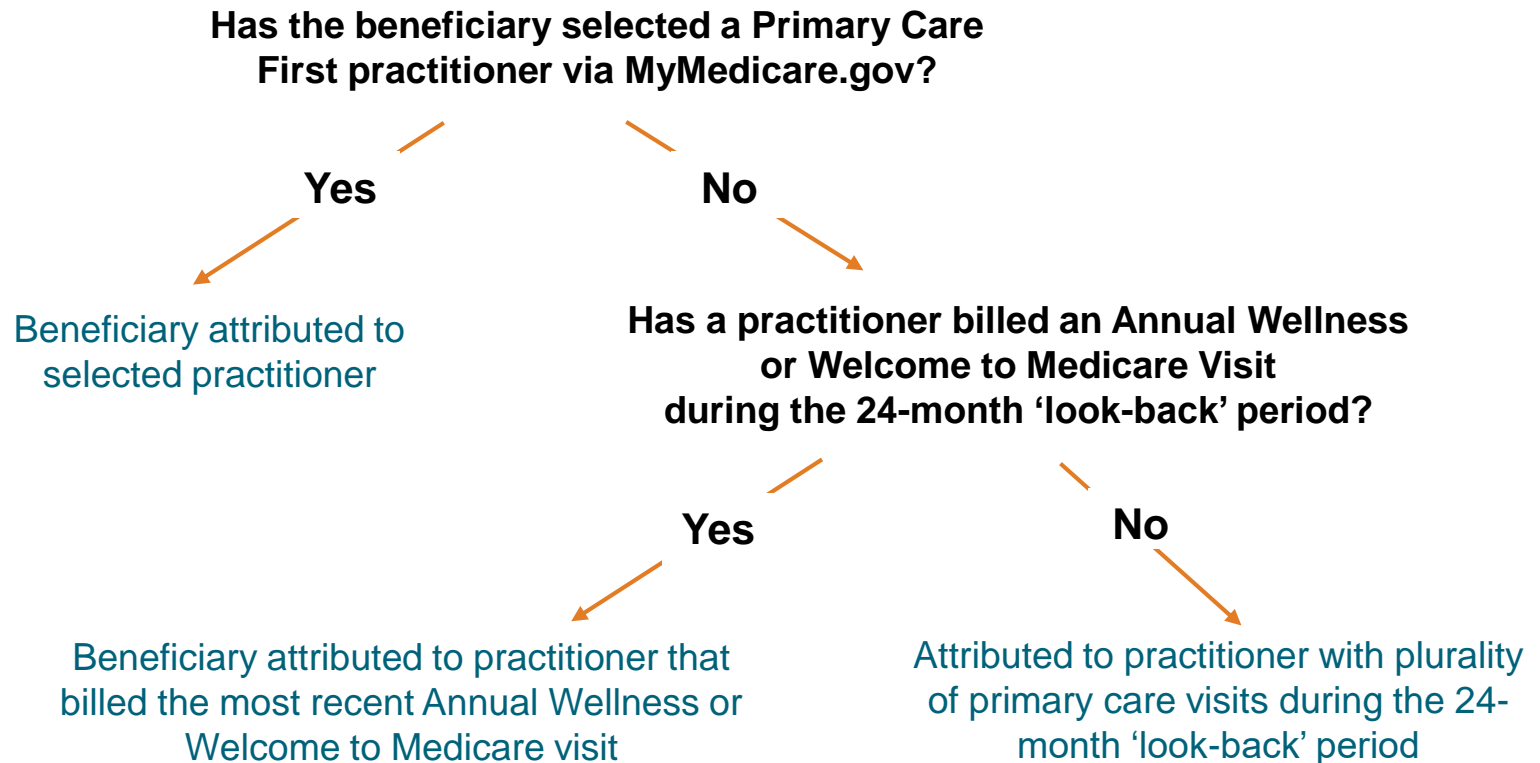 Has the beneficiary selected a Primary Care
First practitioner via MyMedicare.gov?
Yes
No
Beneficiary attributed to
selected practitioner
Has a practitioner billed an Annual Wellness
or Welcome to Medicare Visit
during the 24-month ‘look-back’ period?
Yes
No
Beneficiary attributed to practitioner that
billed the most recent Annual Wellness or
Welcome to Medicare visit
Attributed to practitioner with plurality
of primary care visits during the 24-
month ‘look-back’ period